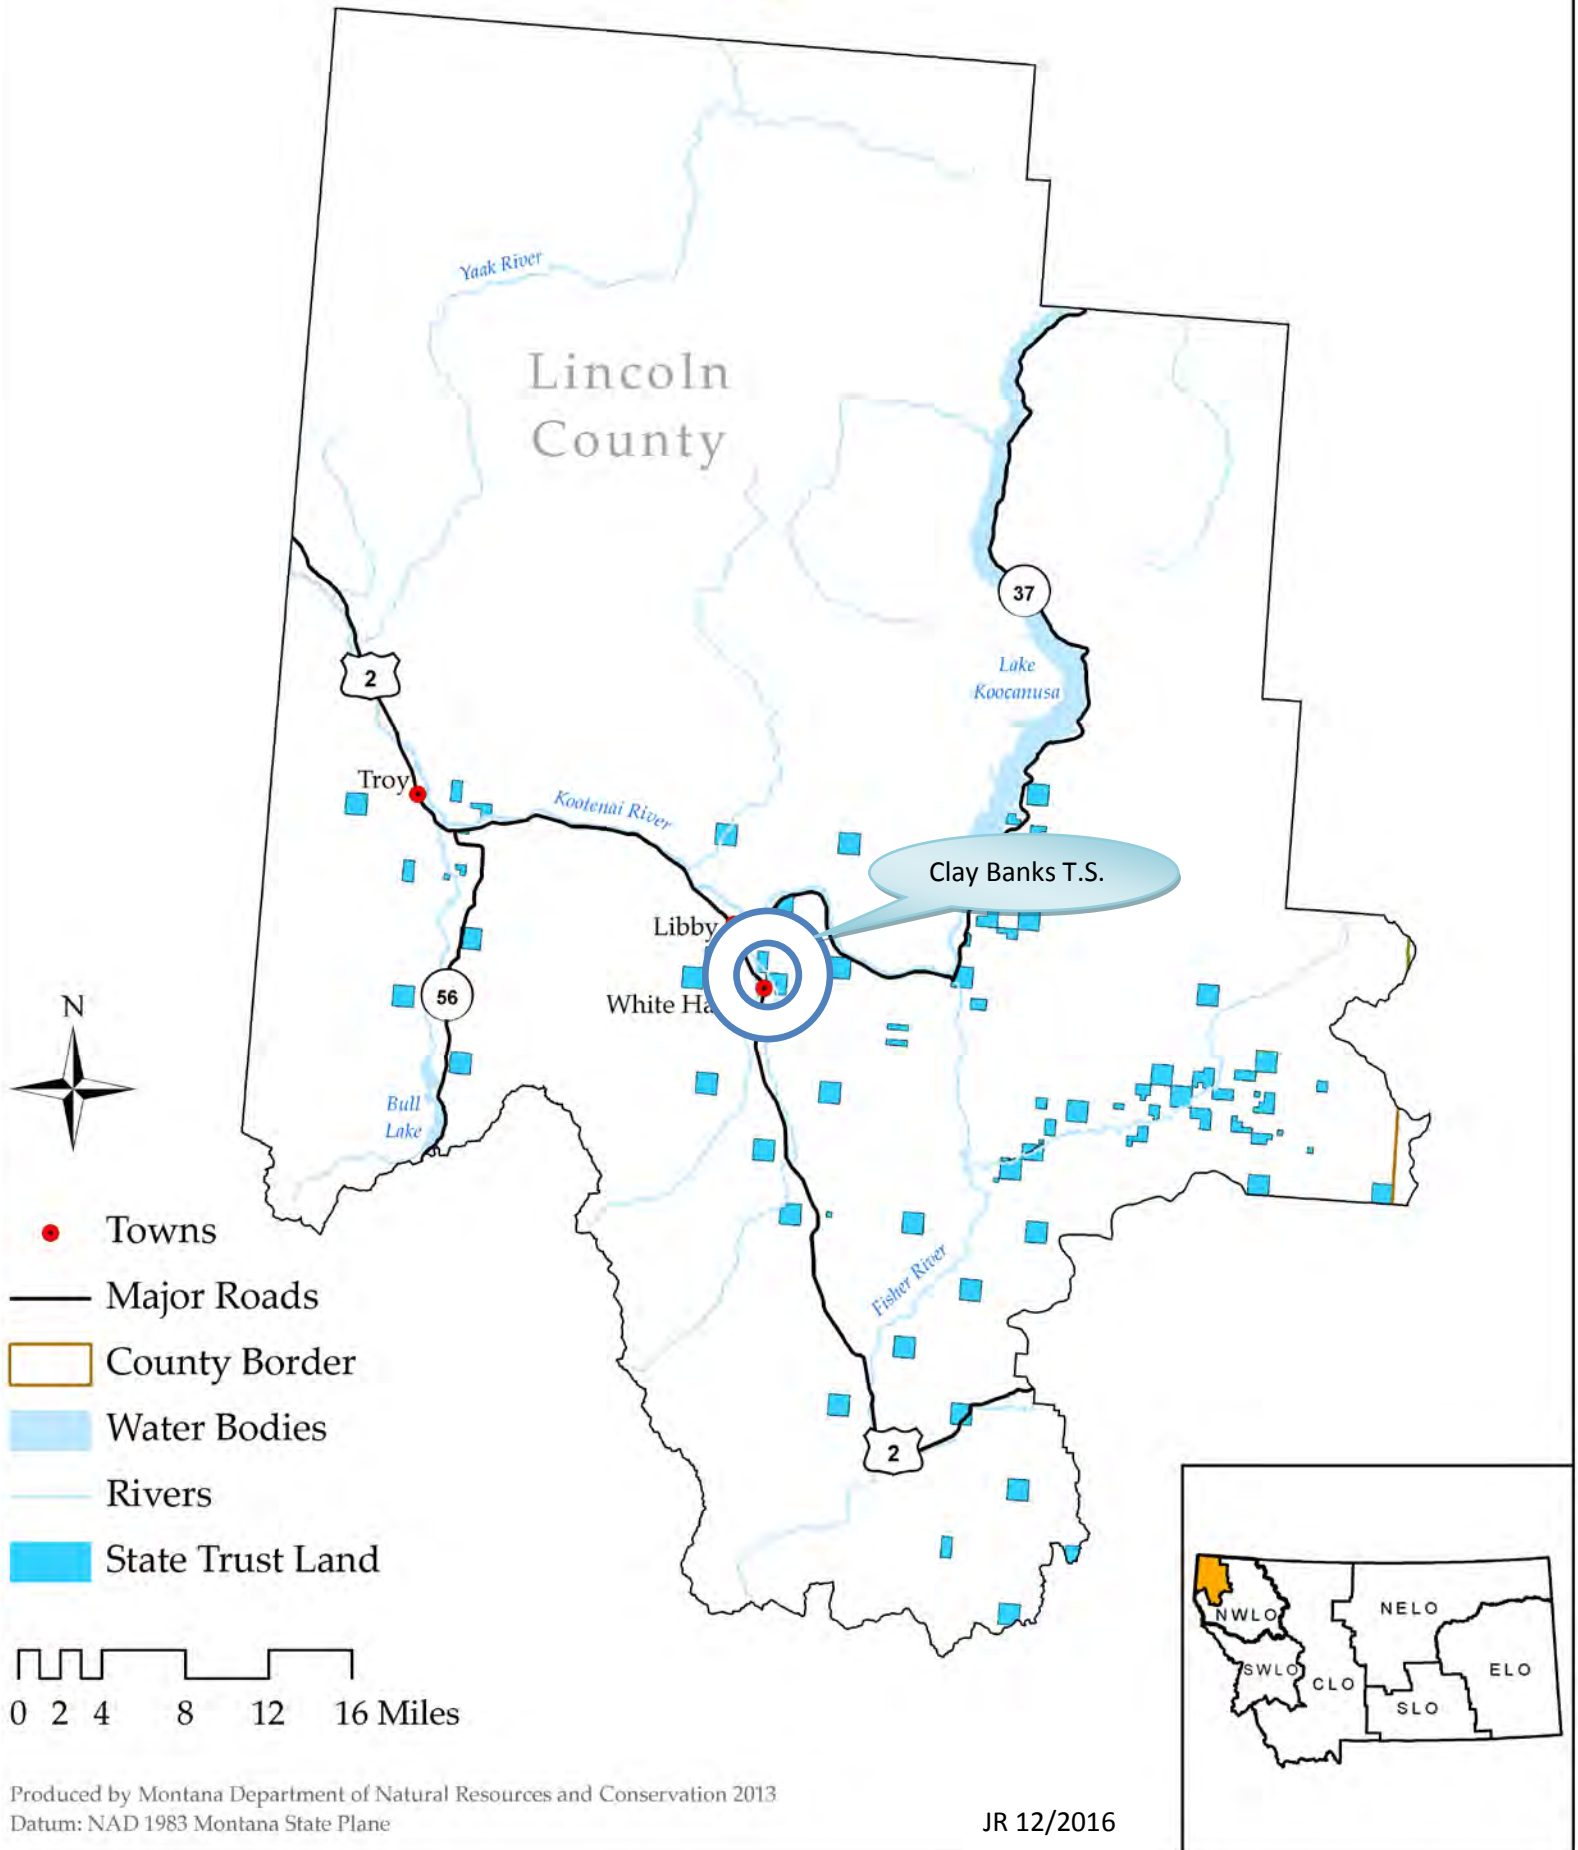 Yaak River
Lincoln
County
37
2
Lake
Koocanusa
Troy
Kootenai River
Clay Banks T.S.
Libby
White Ha
56
N
Bull
Lake
Fisher River
2
Towns
Major Roads
County Border
Water Bodies
Rivers
State Trust Land
0 2 4 8 12 16 Miles
NWLO
NELO
SWLO
CLO
ELO
SLO
Produced by Montana Department of Natural Resources and Conservation 2013
Datum: NAD 1983 Montana State Plane
JR 12/2016